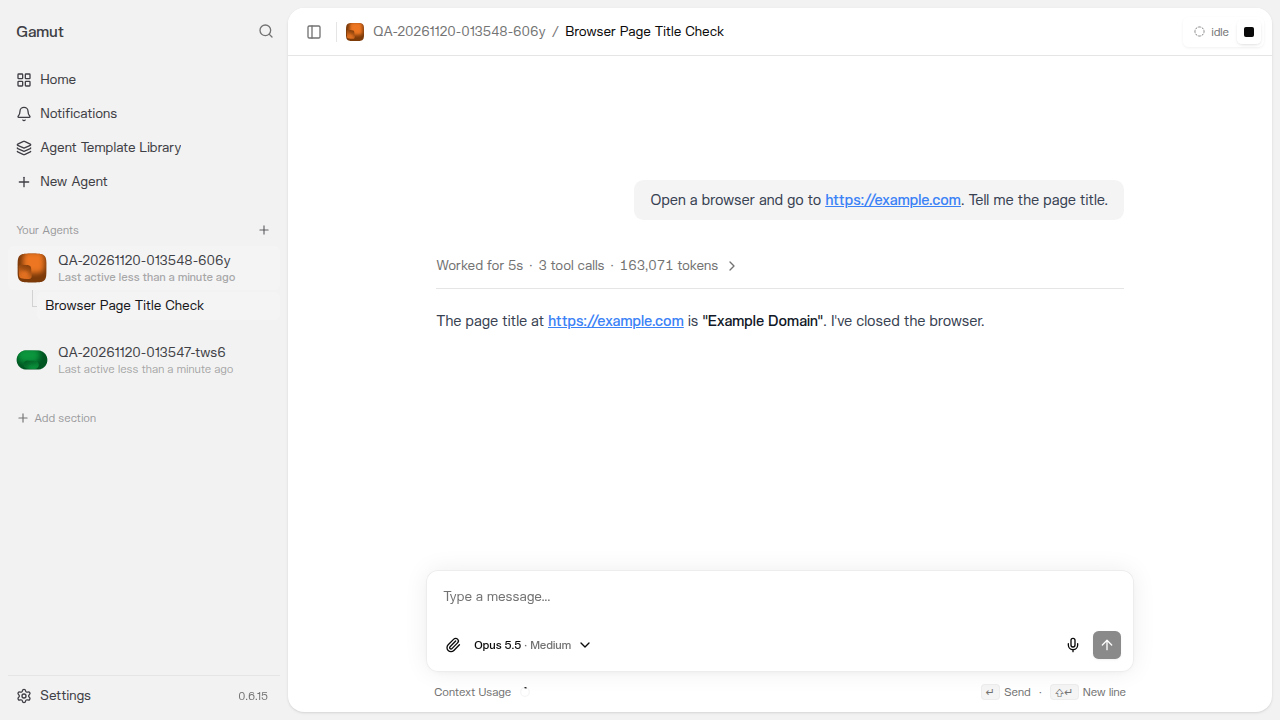 Gamut
Home
Notifications
Agent Template Library
New Agent
Your Agents
QA-20261120-013548-606y
Last active less than a minute ago
Browser Page Title Check
QA-20261120-013547-tws6
Last active less than a minute ago
Add section
Settings
0.6.15
QA-20261120-013548-606y / Browser Page Title Check
idle
Open a browser and go to https://example.com. Tell me the page title.
Worked for 5s · 3 tool calls · 163,071 tokens
The page title at https://example.com is "Example Domain". I've closed the browser.
Type a message...
Opus 5.5 · Medium
Context Usage
↵ Send · ⇧↵ New line